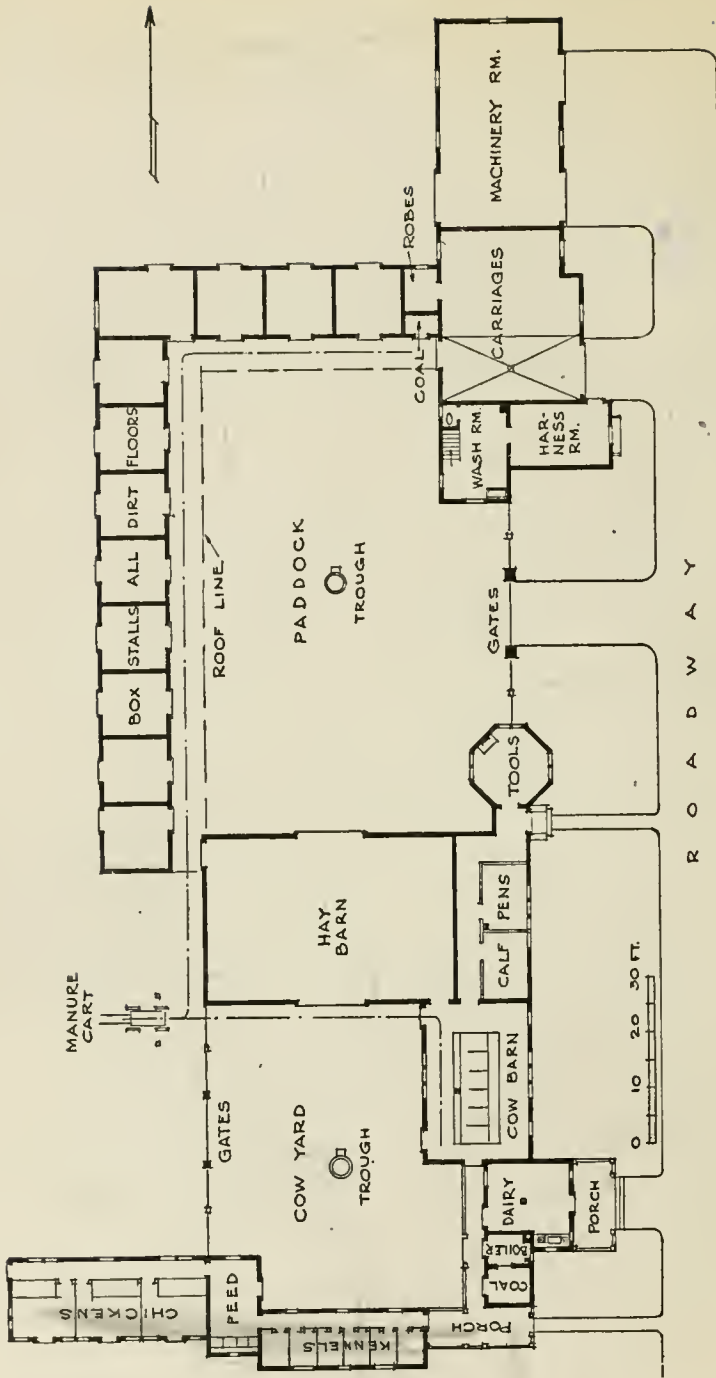 MACHINERY RM.
ROBES
CARRIAGES
COAL
WASH RM.
HAR-
NESS
RM.
FLOORS
DIRT
ALL
STALLS
BOX
ROOF LINE
PADDOCK
TROUGH
GATES
TOOLS
ROADWAY
HAY
BARN
PENS
CALF
MANURE
CART
GATES
COW YARD
TROUGH
COW BARN
0 10 20 30 FT.
DAIRY
PORCH
BOILER
COAL
PORCH
FEED
CHICKENS
KENNELS